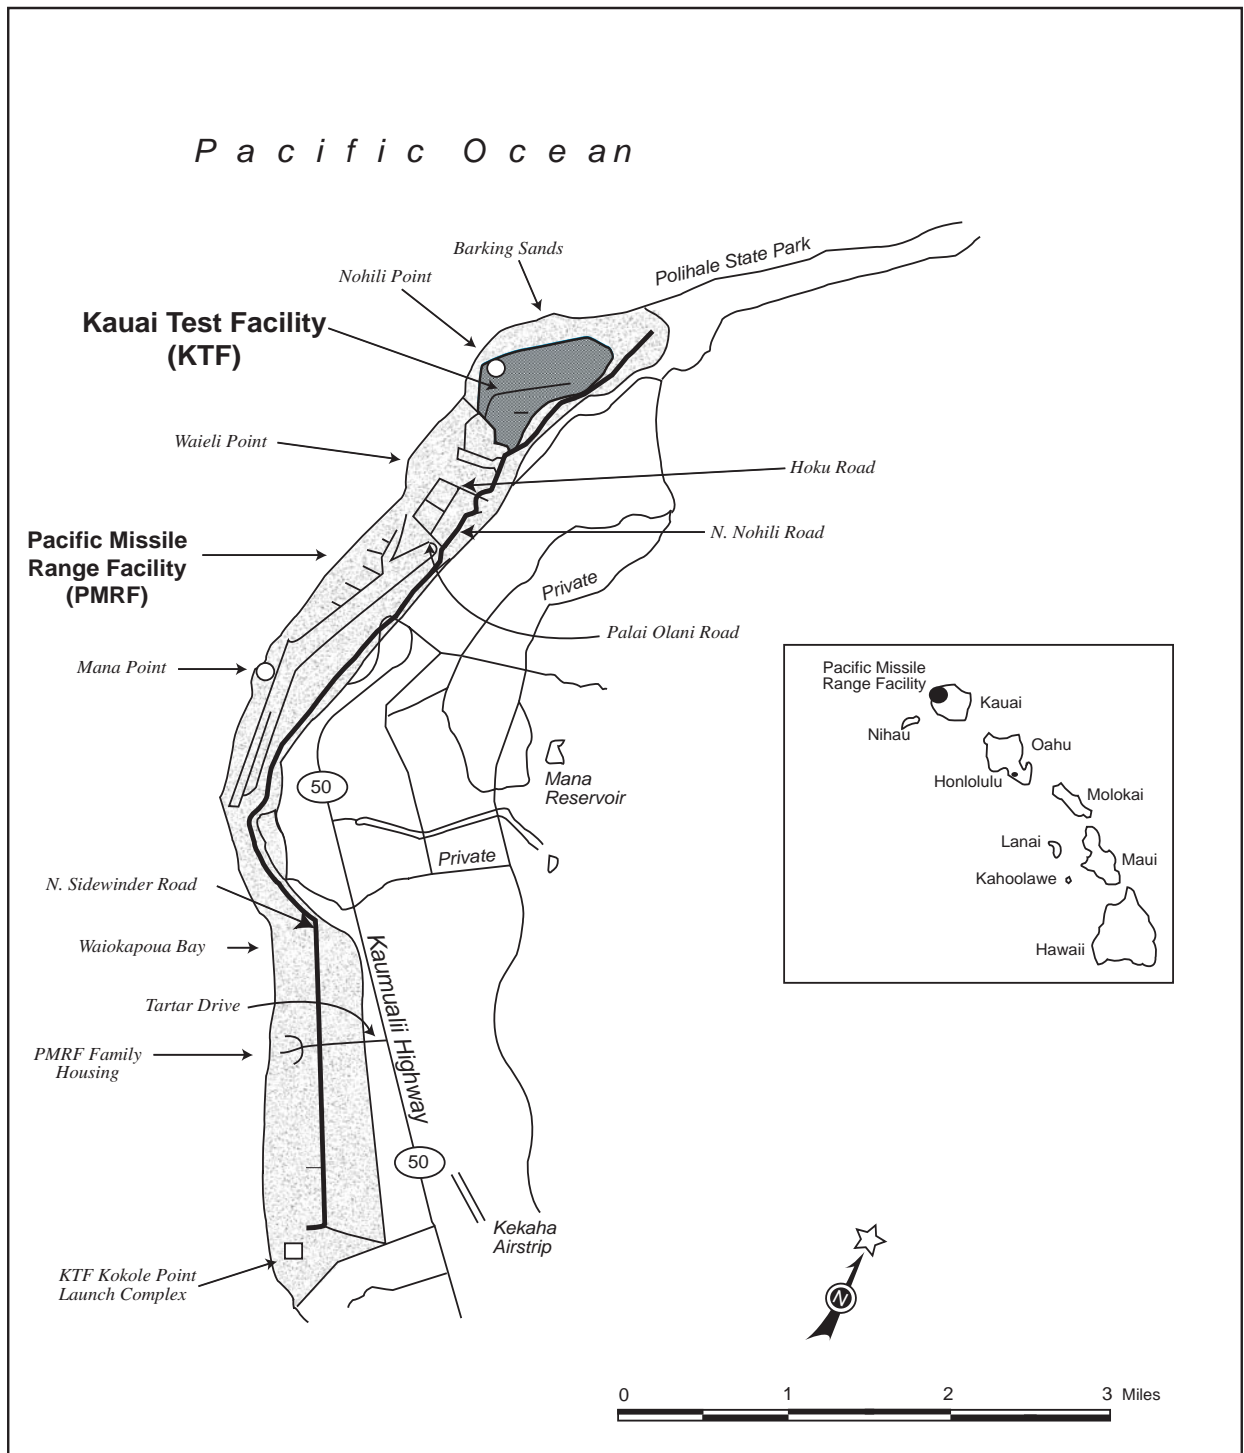 Pacific Ocean
Barking Sands
Nohili Point
Polihale State Park
Kauai Test Facility
(KTF)
Waieli Point
Hoku Road
N. Nohili Road
Pacific Missile
Range Facility
(PMRF)
Private
Palai Olani Road
Mana Point
Pacific Missile
Range Facility
Kauai
Nihau
Oahu
Honlolulu
Molokai
Lanai
Maui
Kahoolawe
Hawaii
50
Mana
Reservoir
Private
N. Sidewinder Road
Waiokapoua Bay
Kaumualii Highway
Tartar Drive
PMRF Family
Housing
50
Kekaha
Airstrip
KTF Kokole Point
Launch Complex
N
0 1 2 3 Miles